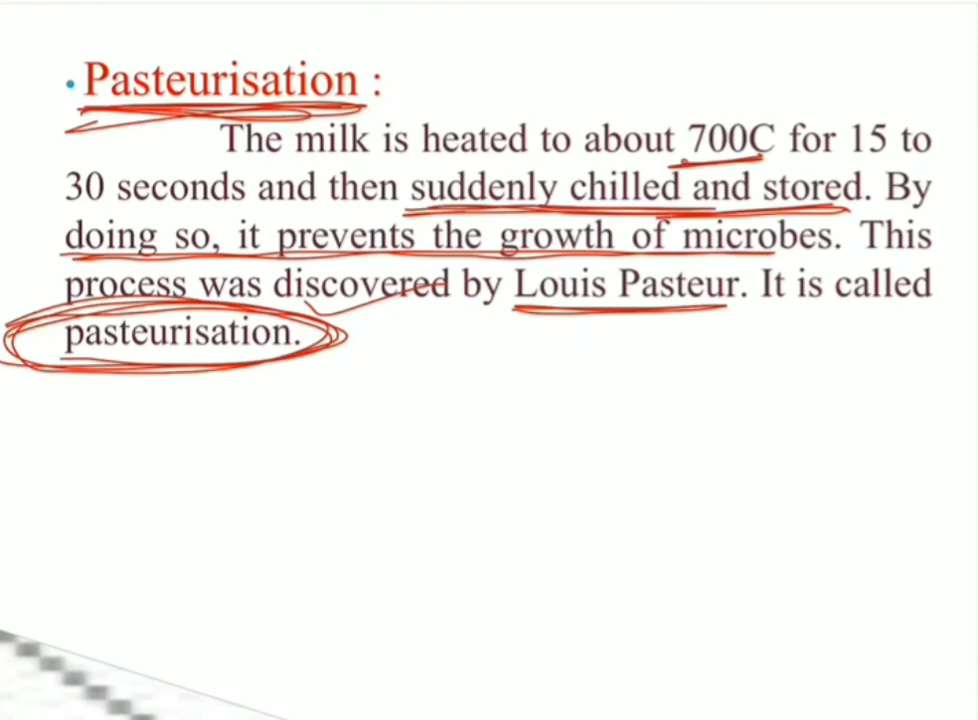 • Pasteurisation :
The milk is heated to about 700C for 15 to
30 seconds and then suddenly chilled and stored. By
doing so, it prevents the growth of microbes. This
process was discovered by Louis Pasteur. It is called
pasteurisation.